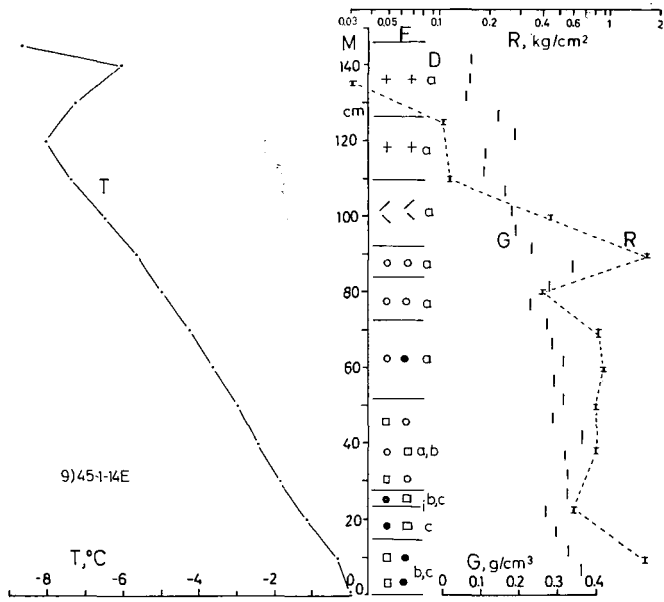 0.03 0.05 0.1 0.2 0.4 0.6 1 2
M F R, kg/cm²
140 D
+ + a
cm
120
+ + a
T
< < a
100
G R
o o a
80
o o a
o ● a
60
□ o
40
o □ a,b
□ o
9)45-1-14E
● □ b,c
i
20
● □ c
T,°C G, g/cm³
□ ● b,c
□ ●
-8 -6 -4 -2 0 0 0.1 0.2 0.3 0.4